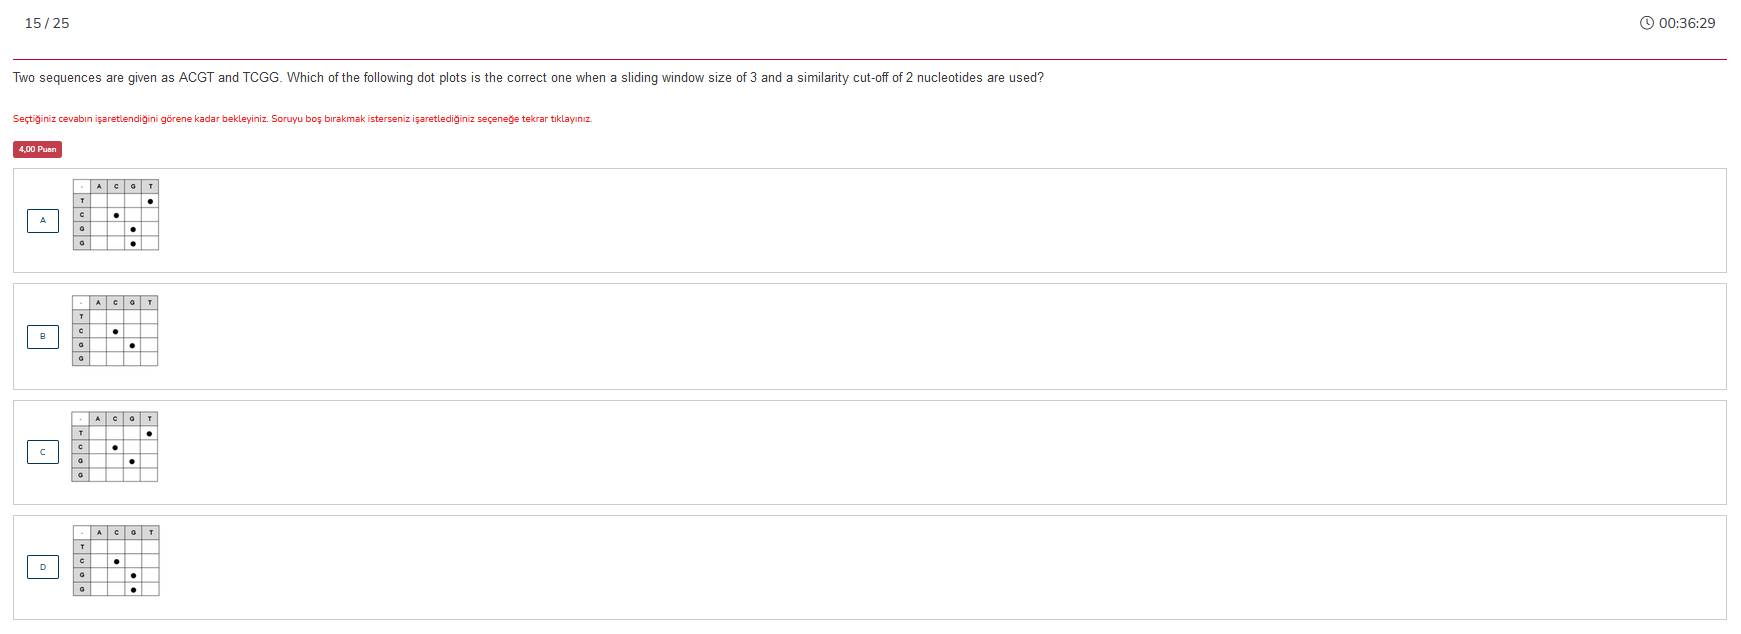 15 / 25
00:36:29
Two sequences are given as ACGT and TCGG. Which of the following dot plots is the correct one when a sliding window size of 3 and a similarity cut-off of 2 nucleotides are used?
Seçtiğiniz cevabın işaretlendiğini görene kadar bekleyiniz. Soruyu boş bırakmak isterseniz işaretlediğiniz seçeneğe tekrar tıklayınız.
4,00 Puan
A
- A C G T
T
C
G
G
B
- A C G T
T
C
G
G
C
- A C G T
T
C
G
G
D
- A C G T
T
C
G
G